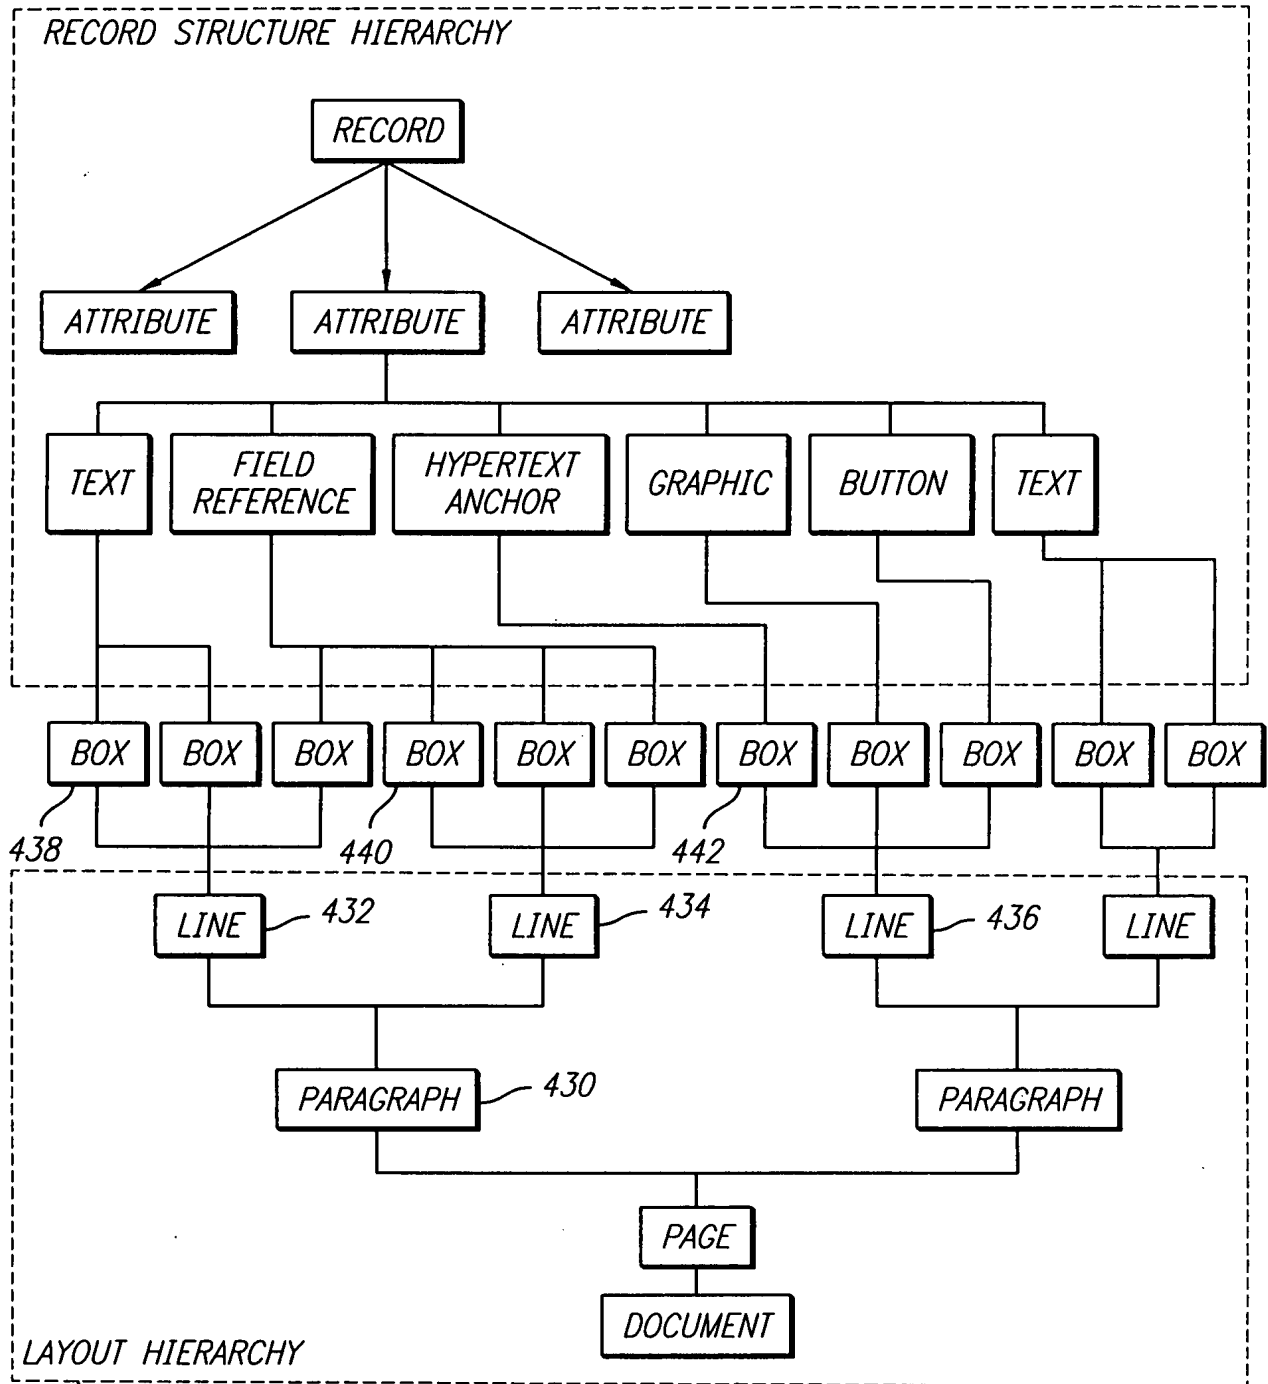 RECORD STRUCTURE HIERARCHY
RECORD
ATTRIBUTE ATTRIBUTE ATTRIBUTE
TEXT FIELD REFERENCE HYPERTEXT ANCHOR GRAPHIC BUTTON TEXT
BOX BOX BOX BOX BOX BOX BOX BOX BOX BOX BOX
438 440 442
LINE 432 LINE 434 LINE 436 LINE
PARAGRAPH 430 PARAGRAPH
PAGE
DOCUMENT
LAYOUT HIERARCHY